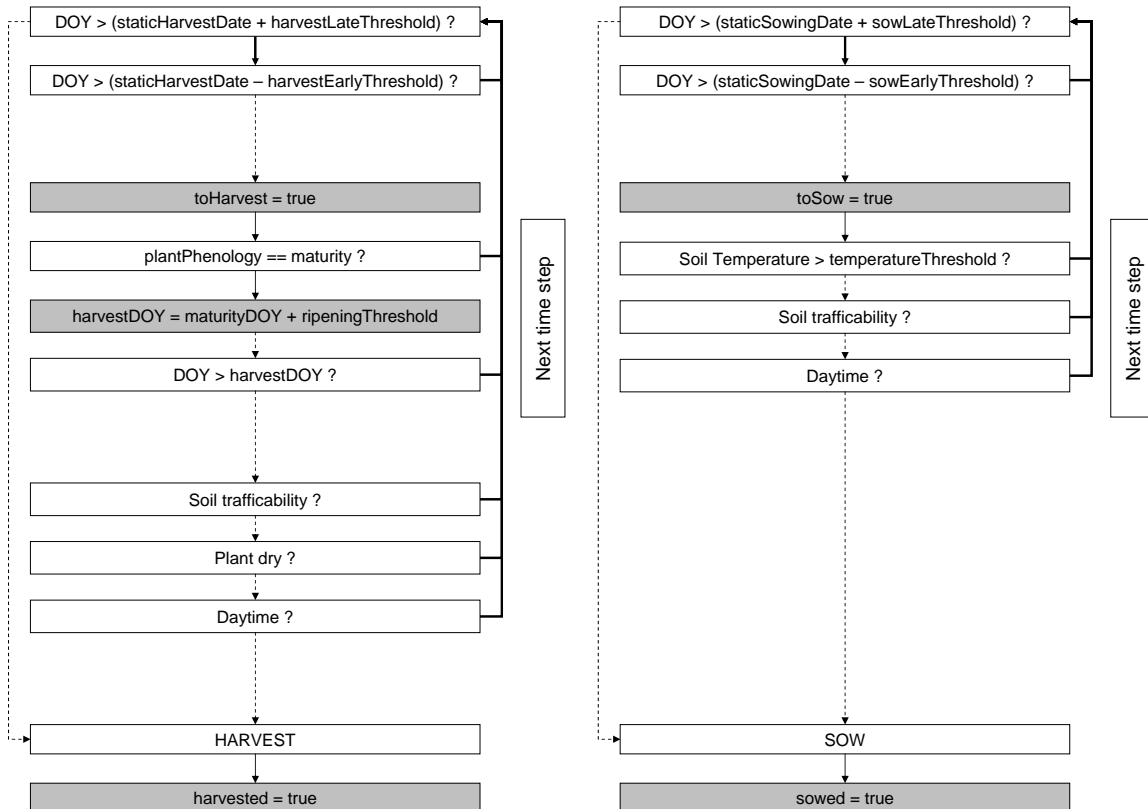 DOY > (staticHarvestDate + harvestLateThreshold) ?
DOY > (staticHarvestDate – harvestEarlyThreshold) ?
toHarvest = true
plantPhenology == maturity ?
harvestDOY = maturityDOY + ripeningThreshold
DOY > harvestDOY ?
Soil trafficability ?
Plant dry ?
Daytime ?
HARVEST
harvested = true
Next time step
DOY > (staticSowingDate + sowLateThreshold) ?
DOY > (staticSowingDate – sowEarlyThreshold) ?
toSow = true
Soil Temperature > temperatureThreshold ?
Soil trafficability ?
Daytime ?
SOW
sowed = true
Next time step